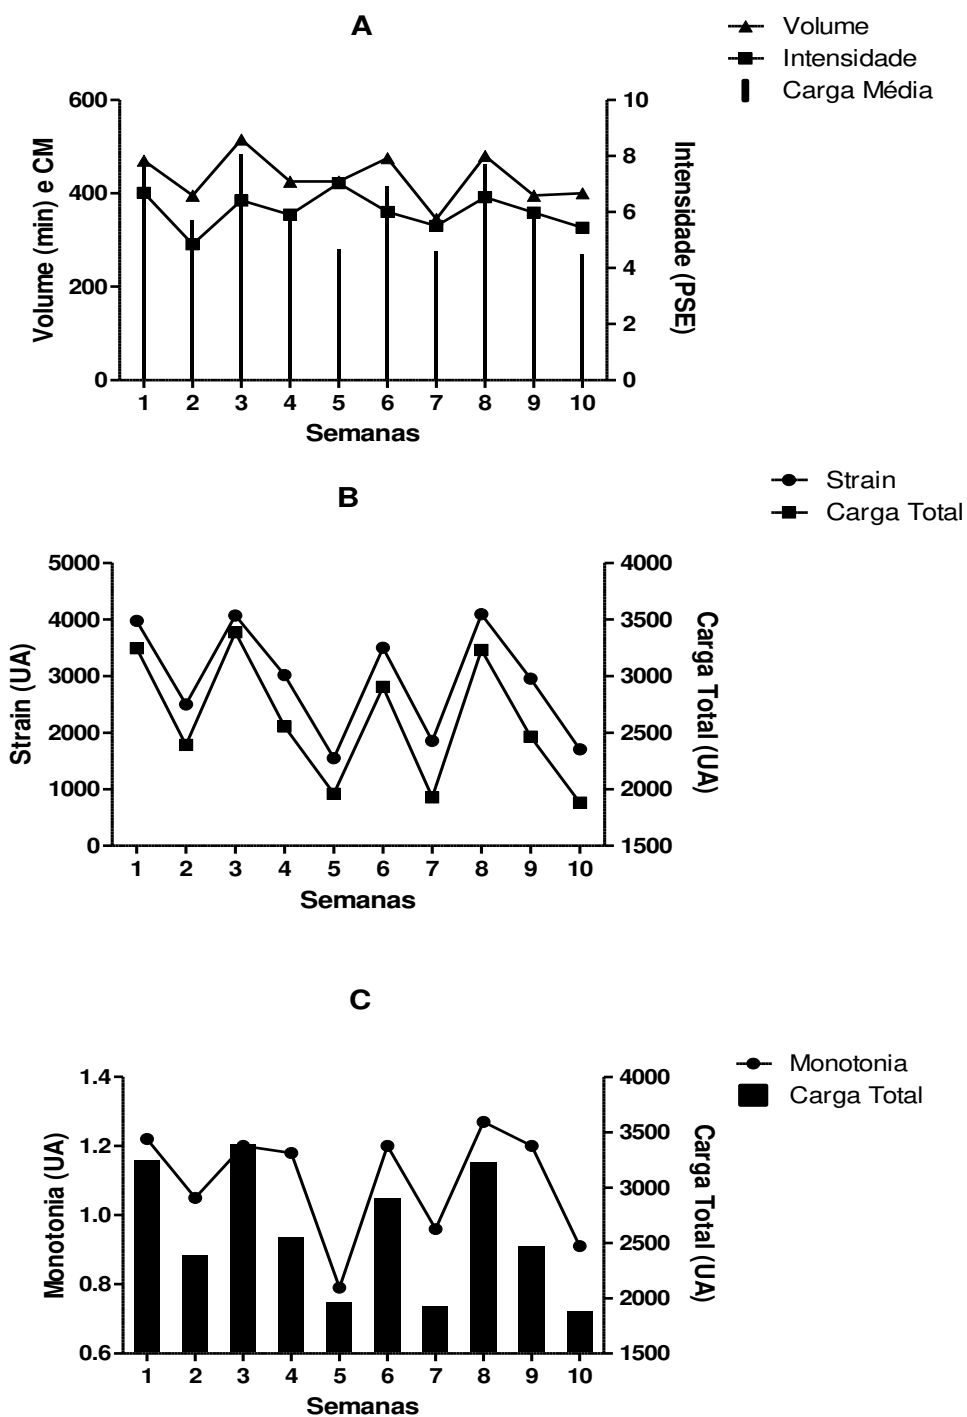 A
Volume
Intensidade
Carga Média
Volume (min) e CM
600
400
200
0
Intensidade (PSE)
10
8
6
4
2
0
1 2 3 4 5 6 7 8 9 10
Semanas
B
Strain
Carga Total
Strain (UA)
5000
4000
3000
2000
1000
0
Carga Total (UA)
4000
3500
3000
2500
2000
1500
1 2 3 4 5 6 7 8 9 10
Semanas
C
Monotonia
Carga Total
Monotonia (UA)
1.4
1.2
1.0
0.8
0.6
Carga Total (UA)
4000
3500
3000
2500
2000
1500
1 2 3 4 5 6 7 8 9 10
Semanas